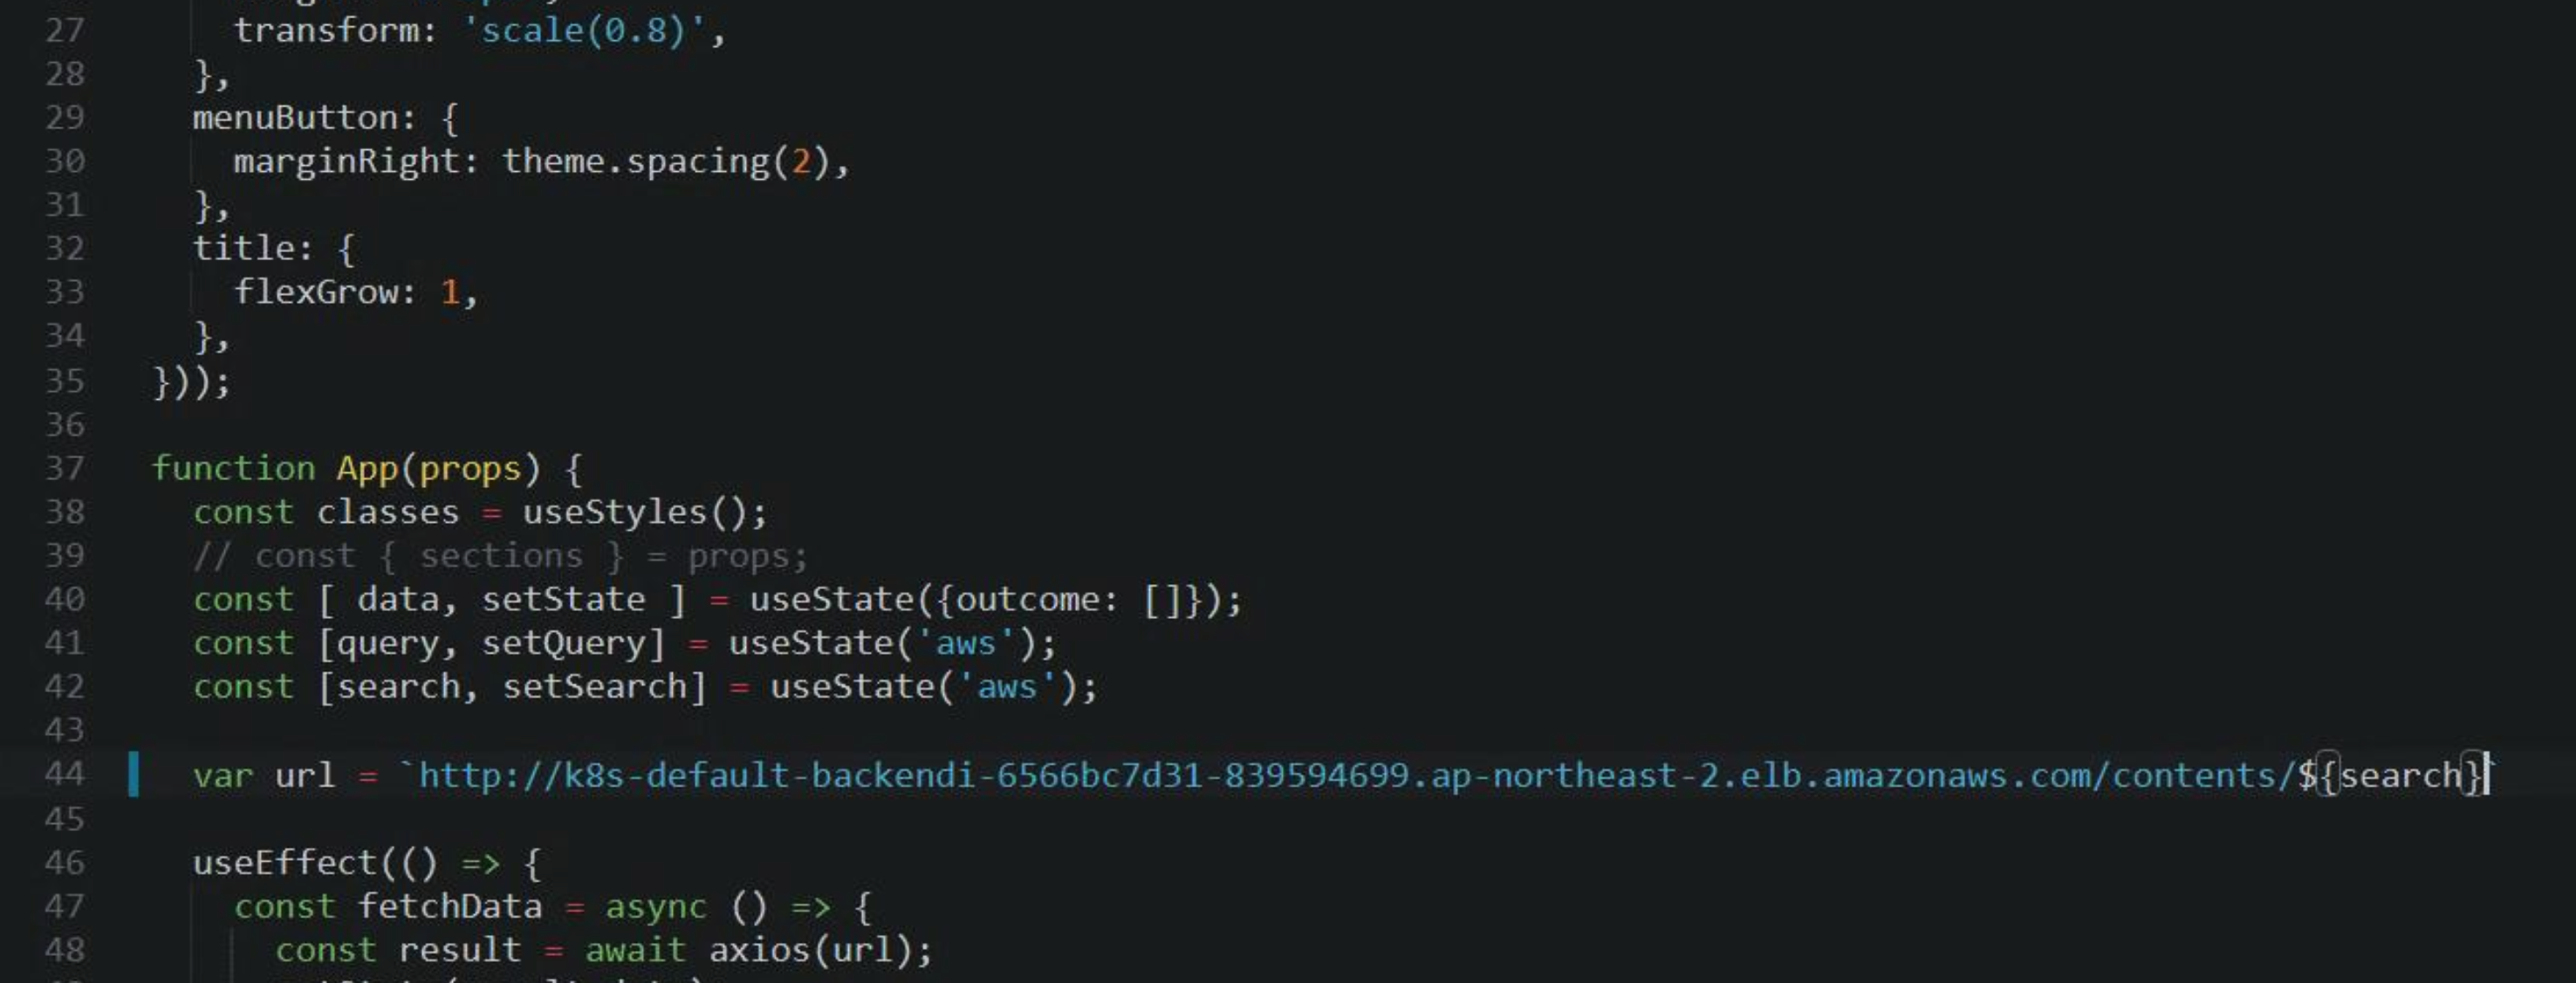 27 transform: 'scale(0.8)',
28 },
29 menuButton: {
30 marginRight: theme.spacing(2),
31 },
32 title: {
33 flexGrow: 1,
34 },
35 }));
36
37 function App(props) {
38 const classes = useStyles();
39 // const { sections } = props;
40 const [ data, setState ] = useState({outcome: []});
41 const [query, setQuery] = useState('aws');
42 const [search, setSearch] = useState('aws');
43
44 var url = `http://k8s-default-backendi-6566bc7d31-839594699.ap-northeast-2.elb.amazonaws.com/contents/${search}`
45
46 useEffect(() => {
47 const fetchData = async () => {
48 const result = await axios(url);